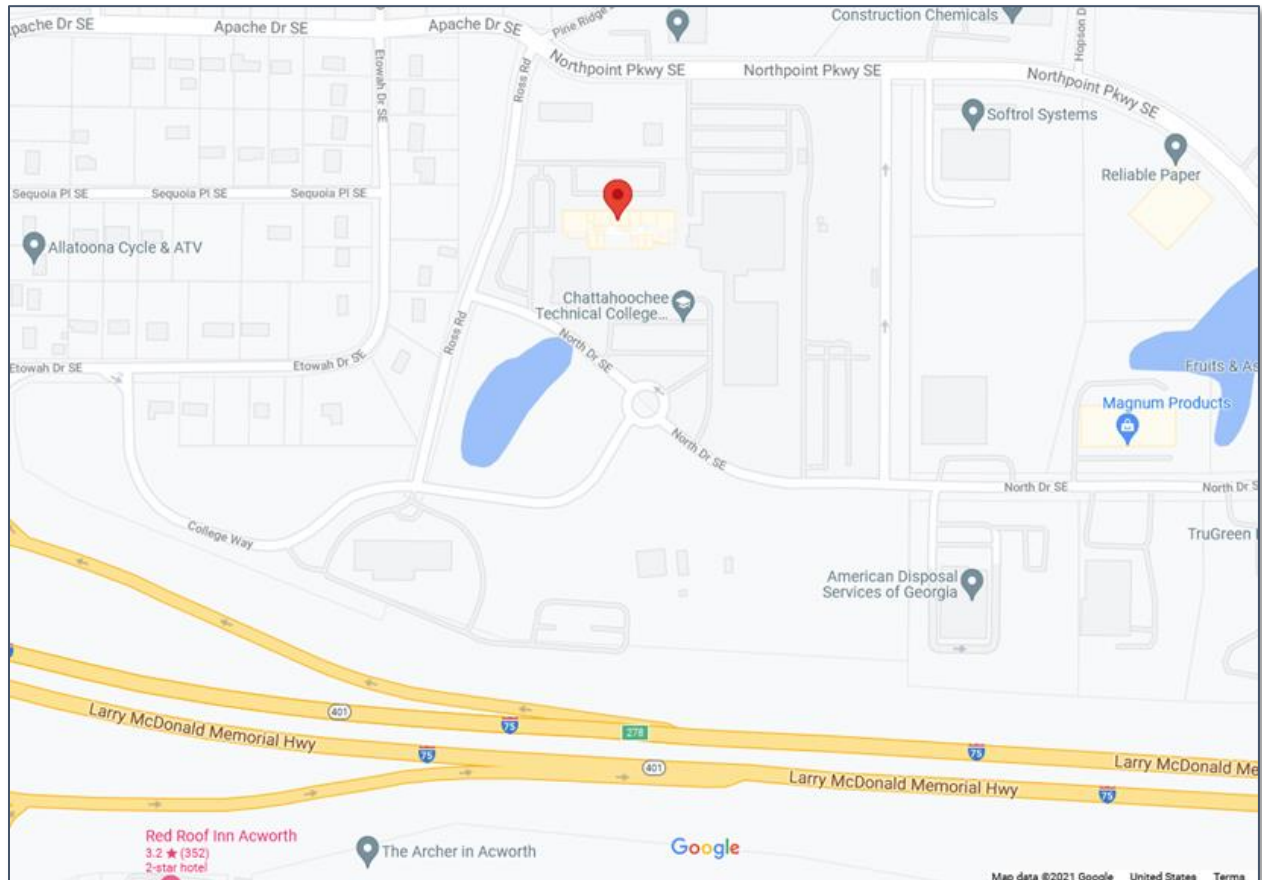 pache Dr SE
Apache Dr SE
Apache Dr SE
Pine Ridge
Construction Chemicals
Hopson D
Etowah Dr SE
Ross Rd
Northpoint Pkwy SE
Northpoint Pkwy SE
Northpoint Pkwy SE
Softrol Systems
Reliable Paper
Sequoia Pl SE
Sequoia Pl SE
Sequoia Pl SE
Allatoona Cycle & ATV
Chattahoochee
Technical College...
Ross Rd
North Dr SE
Etowah Dr SE
Etowah Dr SE
Fruits & As
Magnum Products
North Dr SE
North Dr SE
North Dr S
College Way
TruGreen
American Disposal
Services of Georgia
401
75
278
75
Larry McDonald Memorial Hwy
75
401
Larry McDonald Me
Larry McDonald Memorial Hwy
75
Red Roof Inn Acworth
3.2 ★ (352)
2-star hotel
The Archer in Acworth
Google
Map data ©2021 Google United States Terms